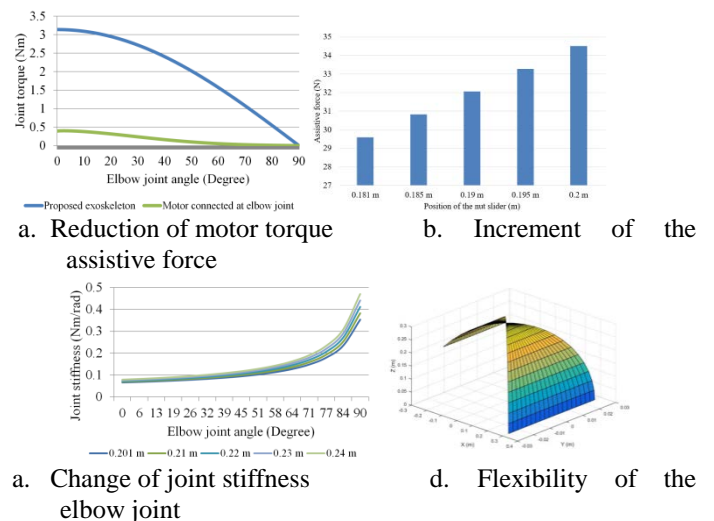 3.5
3
2.5
2
1.5
1
0.5
0
Joint torque (Nm)
0 10 20 30 40 50 60 70 80 90
Elbow joint angle (Degree)
Proposed exoskeleton Motor connected at elbow joint
35
34
33
32
31
30
29
28
27
Assistive force (N)
0.181 m 0.185 m 0.19 m 0.195 m 0.2 m
Position of the nut slider (m)
a. Reduction of motor torque b. Increment of the
assistive force
0.5
0.4
0.3
0.2
0.1
0
Joint stiffness (Nm/rad)
0 6 13 19 26 32 39 45 51 58 64 71 77 84 90
Elbow joint angle (Degree)
0.201 m 0.21 m 0.22 m 0.23 m 0.24 m
0.3
0.25
0.2
0.15
0.1
0.05
0
Z (m)
X (m)
Y (m)
a. Change of joint stiffness d. Flexibility of the
elbow joint